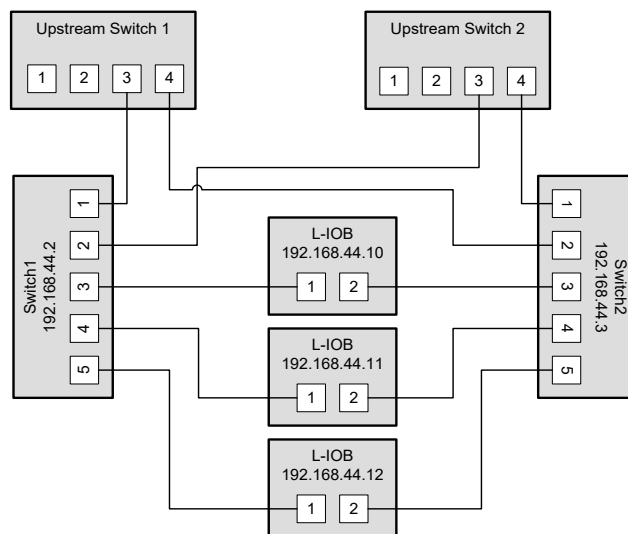 Upstream Switch 1
1 2 3 4
Upstream Switch 2
1 2 3 4
Switch1
192.168.44.2
1
2
3
4
5
L-IOB
192.168.44.10
1 2
L-IOB
192.168.44.11
1 2
L-IOB
192.168.44.12
1 2
Switch2
192.168.44.3
1
2
3
4
5